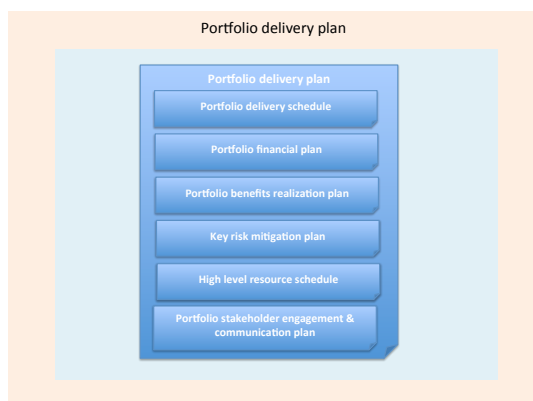 Portfolio delivery plan
Portfolio delivery plan
Portfolio delivery schedule
Portfolio financial plan
Portfolio benefits realization plan
Key risk mitigation plan
High level resource schedule
Portfolio stakeholder engagement &
communication plan